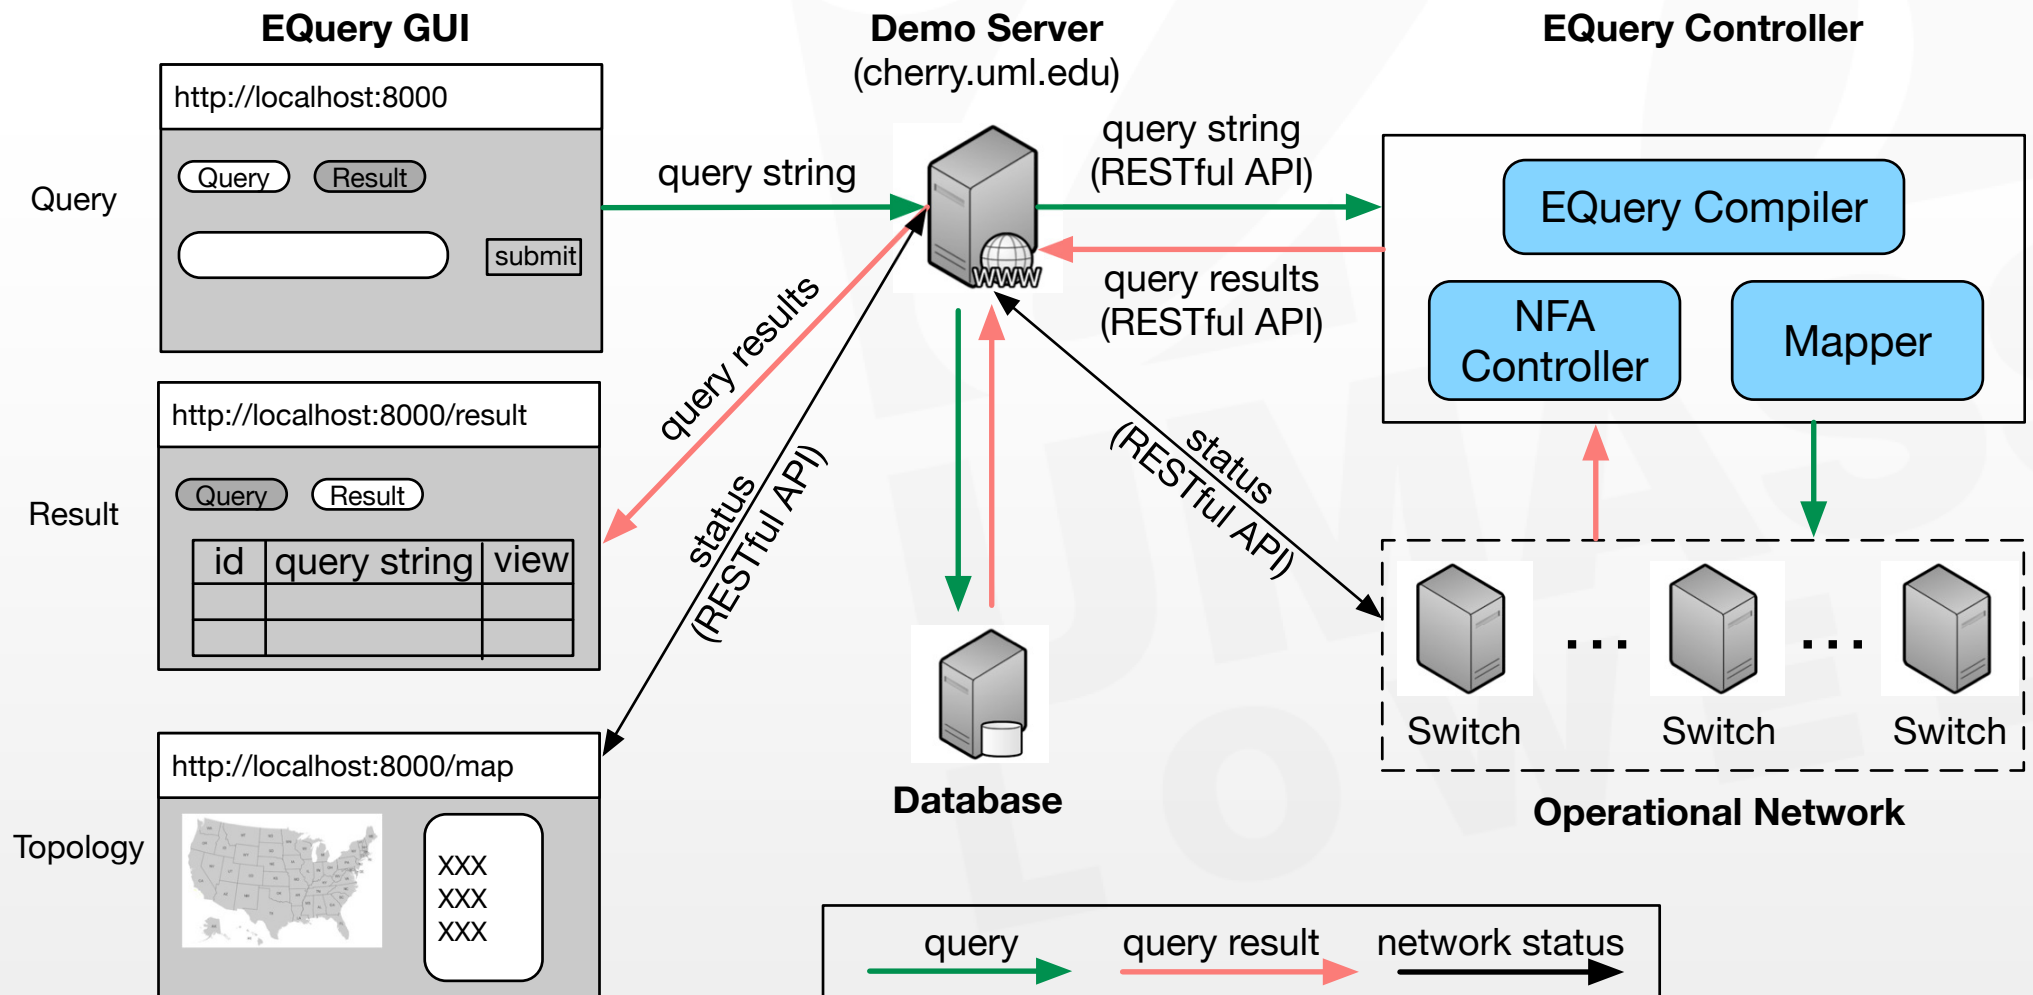 EQuery GUI
Demo Server
(cherry.uml.edu)
EQuery Controller
Query
http://localhost:8000
Query
Result
submit
query string
query string
(RESTful API)
query results
(RESTful API)
WWW
EQuery Compiler
NFA
Controller
Mapper
query results
status
(RESTful API)
status
(RESTful API)
Result
http://localhost:8000/result
Query
Result
id
query string
view
Switch
...
Switch
...
Switch
Operational Network
Database
Topology
http://localhost:8000/map
XXX
XXX
XXX
query
query result
network status
UMASS
LOWE